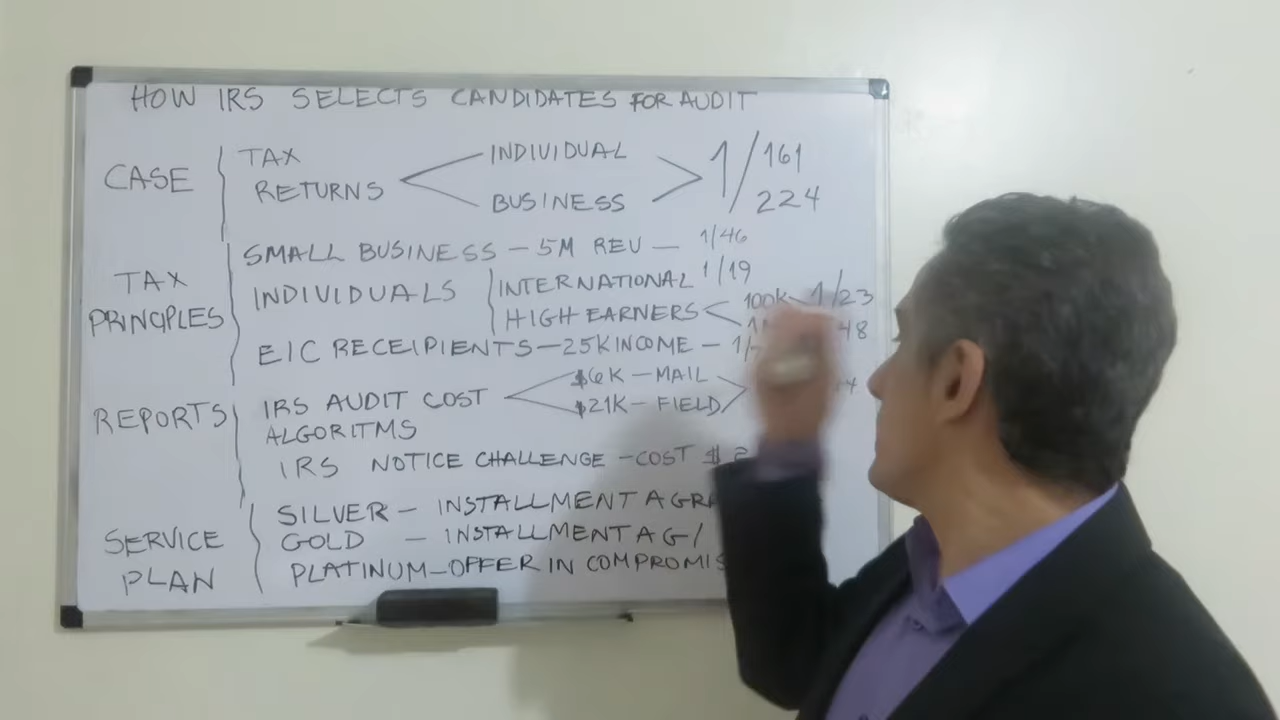 HOW IRS SELECTS CANDIDATES FOR AUDIT
CASE
TAX RETURNS
INDIVIDUAL
BUSINESS
1/161
224
TAX PRINCIPLES
SMALL BUSINESS – 5M REV – 1/46
INDIVIDUALS
INTERNATIONAL 1/19
HIGH EARNERS
100K – 1/23
48
EIC RECEIPIENTS – 25K INCOME –
REPORTS
IRS AUDIT COST
$6K – MAIL
$21K – FIELD
ALGORITMS
IRS NOTICE CHALLENGE – COST $
SERVICE PLAN
SILVER – INSTALLMENT
GOLD – INSTALLMENT AG/
PLATINUM – OFFER IN